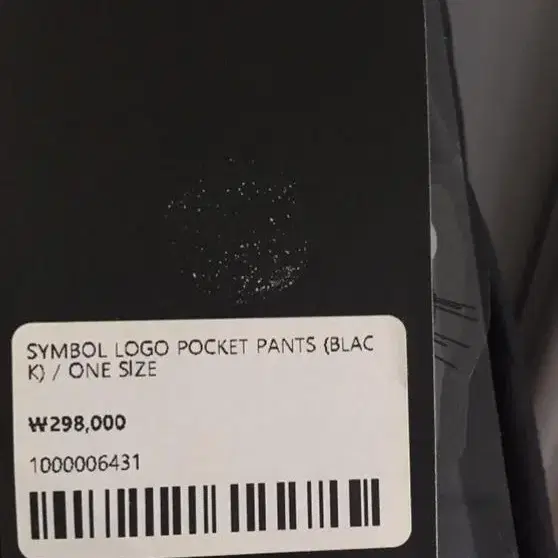 SYMBOL LOGO POCKET PANTS (BLAC
K) / ONE SIZE
₩298,000
1000006431